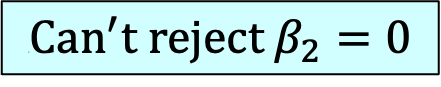 Can't reject β₂ = 0